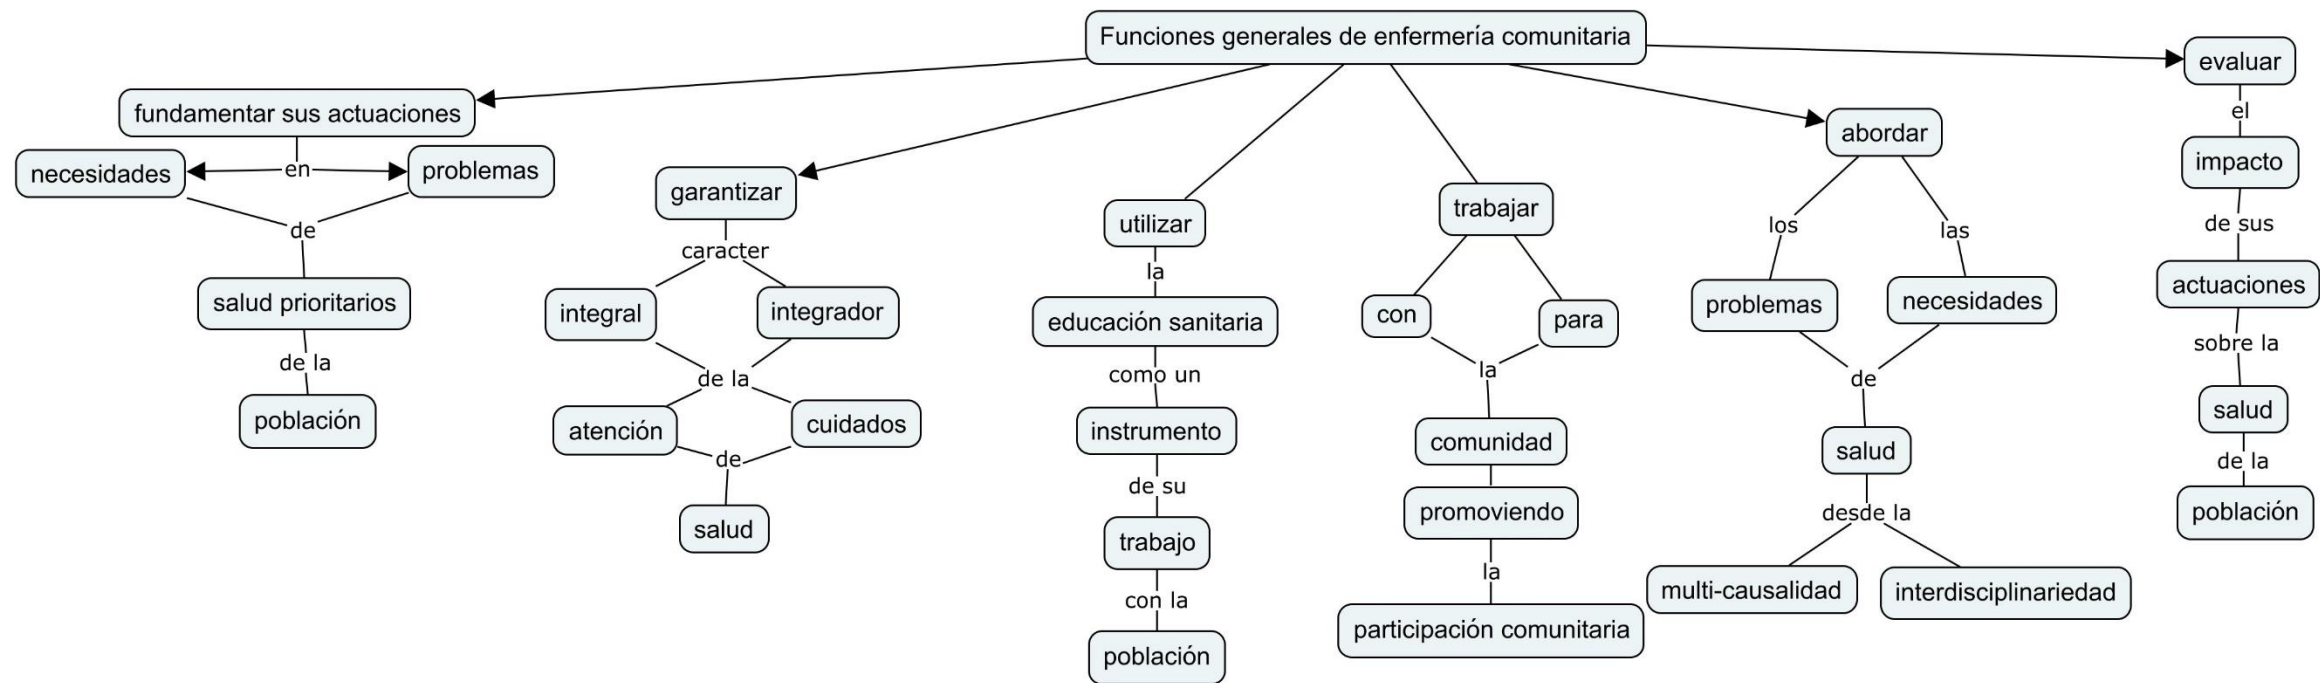 Funciones generales de enfermería comunitaria
fundamentar sus actuaciones
en
necesidades
problemas
de
salud prioritarios
de la
población
garantizar
caracter
integral
integrador
de la
atención
cuidados
de
salud
utilizar
la
educación sanitaria
como un
instrumento
de su
trabajo
con la
población
trabajar
con
para
la
comunidad
promoviendo
la
participación comunitaria
abordar
los
las
problemas
necesidades
de
salud
desde la
multi-causalidad
interdisciplinariedad
evaluar
el
impacto
de sus
actuaciones
sobre la
salud
de la
población